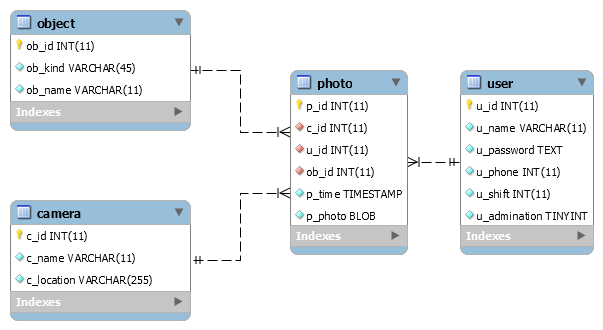 object
ob_id INT(11)
ob_kind VARCHAR(45)
ob_name VARCHAR(11)
Indexes
camera
c_id INT(11)
c_name VARCHAR(11)
c_location VARCHAR(255)
Indexes
photo
p_id INT(11)
c_id INT(11)
u_id INT(11)
ob_id INT(11)
p_time TIMESTAMP
p_photo BLOB
Indexes
user
u_id INT(11)
u_name VARCHAR(11)
u_password TEXT
u_phone INT(11)
u_shift INT(11)
u_admination TINYINT
Indexes